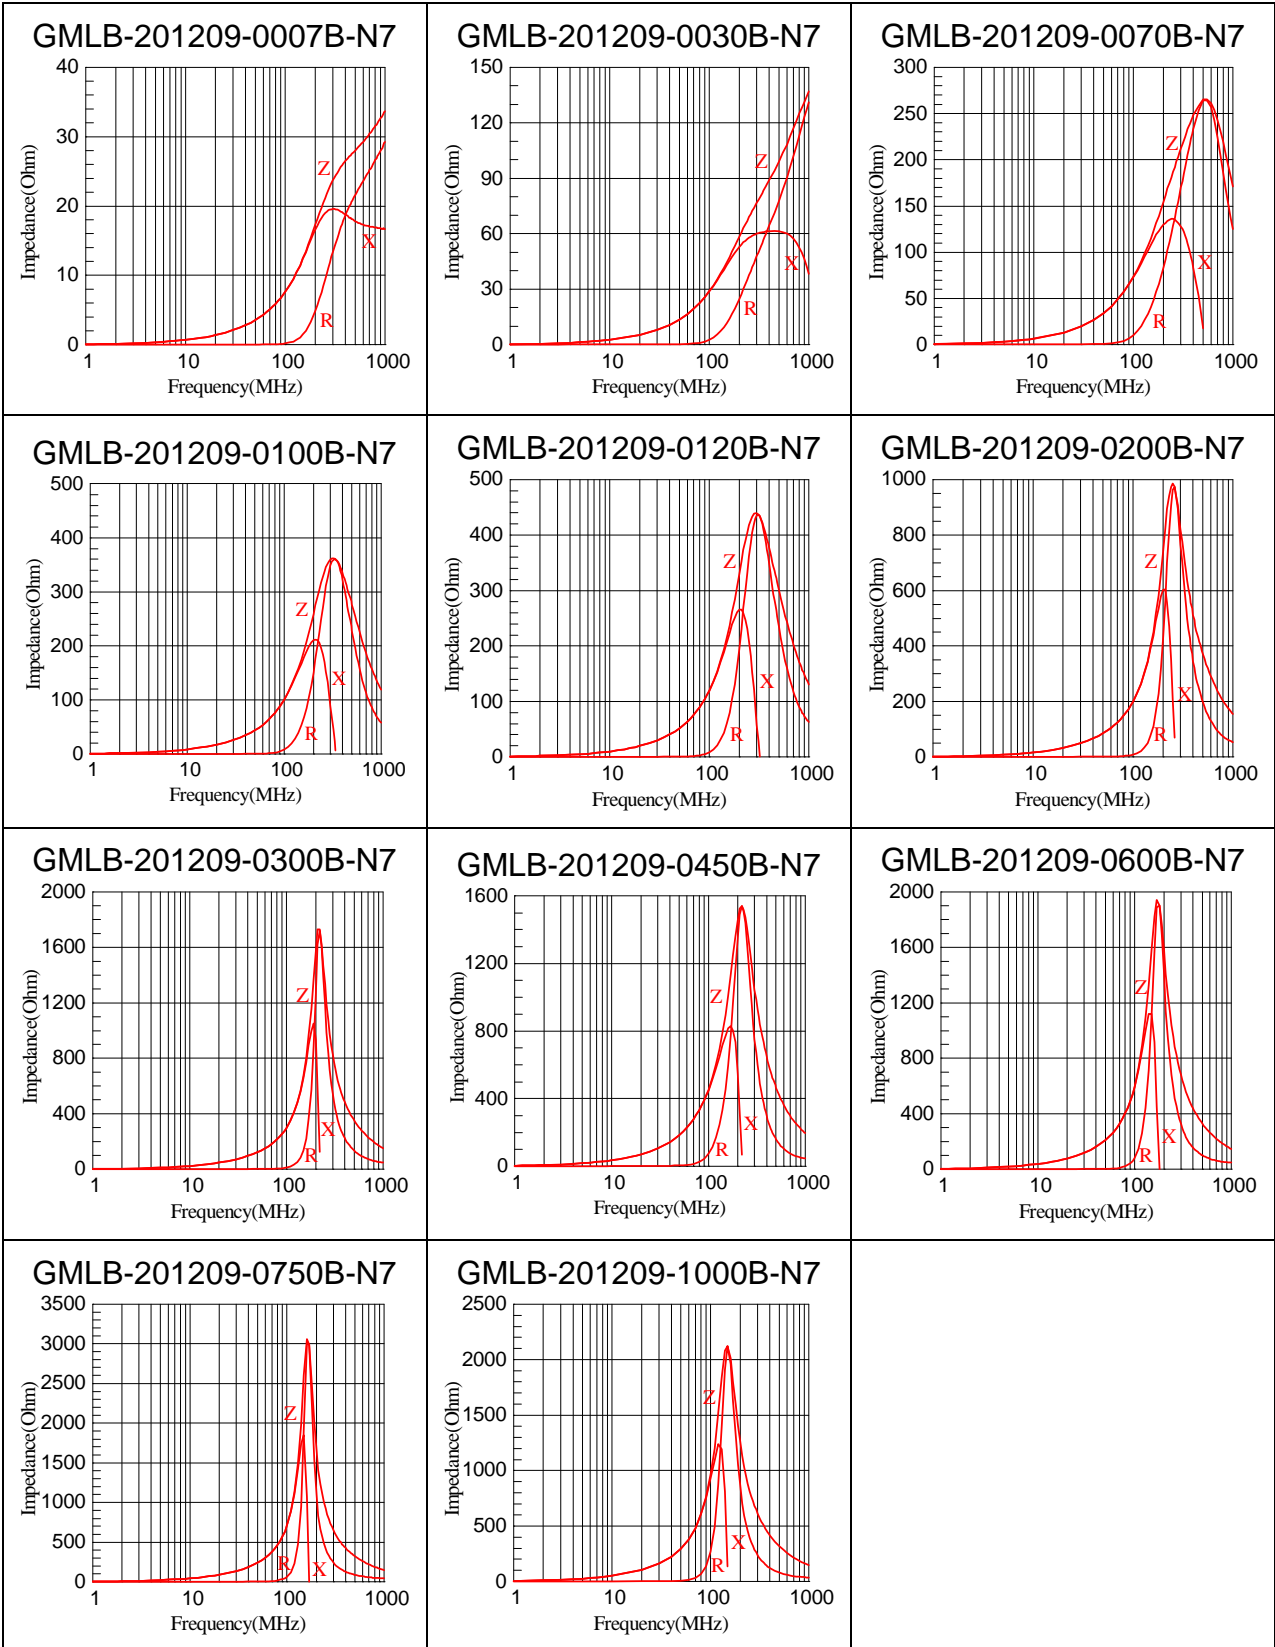 GMLB-201209-0007B-N7
40
30
20
10
0
Impedance(Ohm)
Z
X
R
1 10 100 1000
Frequency(MHz)
GMLB-201209-0030B-N7
150
120
90
60
30
0
Impedance(Ohm)
Z
X
R
1 10 100 1000
Frequency(MHz)
GMLB-201209-0070B-N7
300
250
200
150
100
50
0
Impedance(Ohm)
Z
X
R
1 10 100 1000
Frequency(MHz)
GMLB-201209-0100B-N7
500
400
300
200
100
0
Impedance(Ohm)
Z
X
R
1 10 100 1000
Frequency(MHz)
GMLB-201209-0120B-N7
500
400
300
200
100
0
Impedance(Ohm)
Z
X
R
1 10 100 1000
Frequency(MHz)
GMLB-201209-0200B-N7
1000
800
600
400
200
0
Impedance(Ohm)
Z
X
R
1 10 100 1000
Frequency(MHz)
GMLB-201209-0300B-N7
2000
1600
1200
800
400
0
Impedance(Ohm)
Z
X
R
1 10 100 1000
Frequency(MHz)
GMLB-201209-0450B-N7
1600
1200
800
400
0
Impedance(Ohm)
Z
X
R
1 10 100 1000
Frequency(MHz)
GMLB-201209-0600B-N7
2000
1600
1200
800
400
0
Impedance(Ohm)
Z
X
R
1 10 100 1000
Frequency(MHz)
GMLB-201209-0750B-N7
3500
3000
2500
2000
1500
1000
500
0
Impedance(Ohm)
Z
R
X
1 10 100 1000
Frequency(MHz)
GMLB-201209-1000B-N7
2500
2000
1500
1000
500
0
Impedance(Ohm)
Z
X
R
1 10 100 1000
Frequency(MHz)